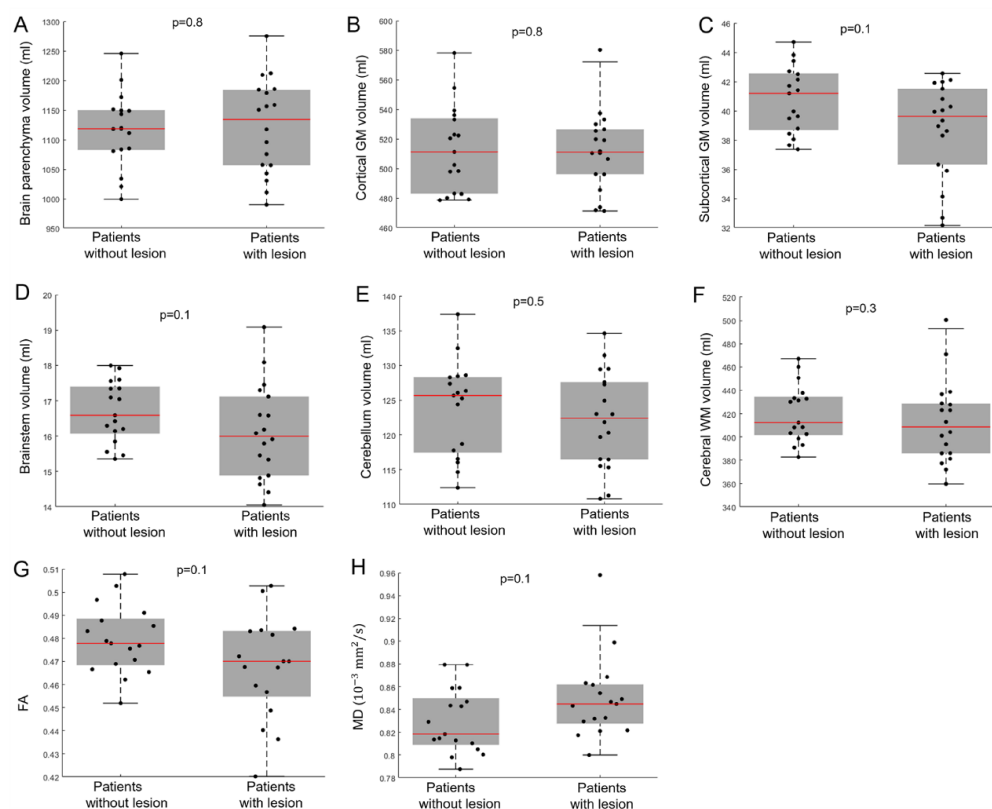 A
p=0.8
Brain parenchyma volume (ml)
1300
1250
1200
1150
1100
1050
1000
950
Patients
without lesion
Patients
with lesion
B
p=0.8
Cortical GM volume (ml)
600
580
560
540
520
500
480
460
Patients
without lesion
Patients
with lesion
C
p=0.1
Subcortical GM volume (ml)
46
44
42
40
38
36
34
32
Patients
without lesion
Patients
with lesion
D
p=0.1
Brainstem volume (ml)
20
19
18
17
16
15
14
Patients
without lesion
Patients
with lesion
E
p=0.5
Cerebellum volume (ml)
140
135
130
125
120
115
110
Patients
without lesion
Patients
with lesion
F
p=0.3
Cerebral WM volume (ml)
520
500
480
460
440
420
400
380
360
340
Patients
without lesion
Patients
with lesion
G
p=0.1
FA
0.51
0.5
0.49
0.48
0.47
0.46
0.45
0.44
0.43
0.42
Patients
without lesion
Patients
with lesion
H
p=0.1
MD (10⁻³ mm²/s)
0.96
0.94
0.92
0.9
0.88
0.86
0.84
0.82
0.8
0.78
Patients
without lesion
Patients
with lesion